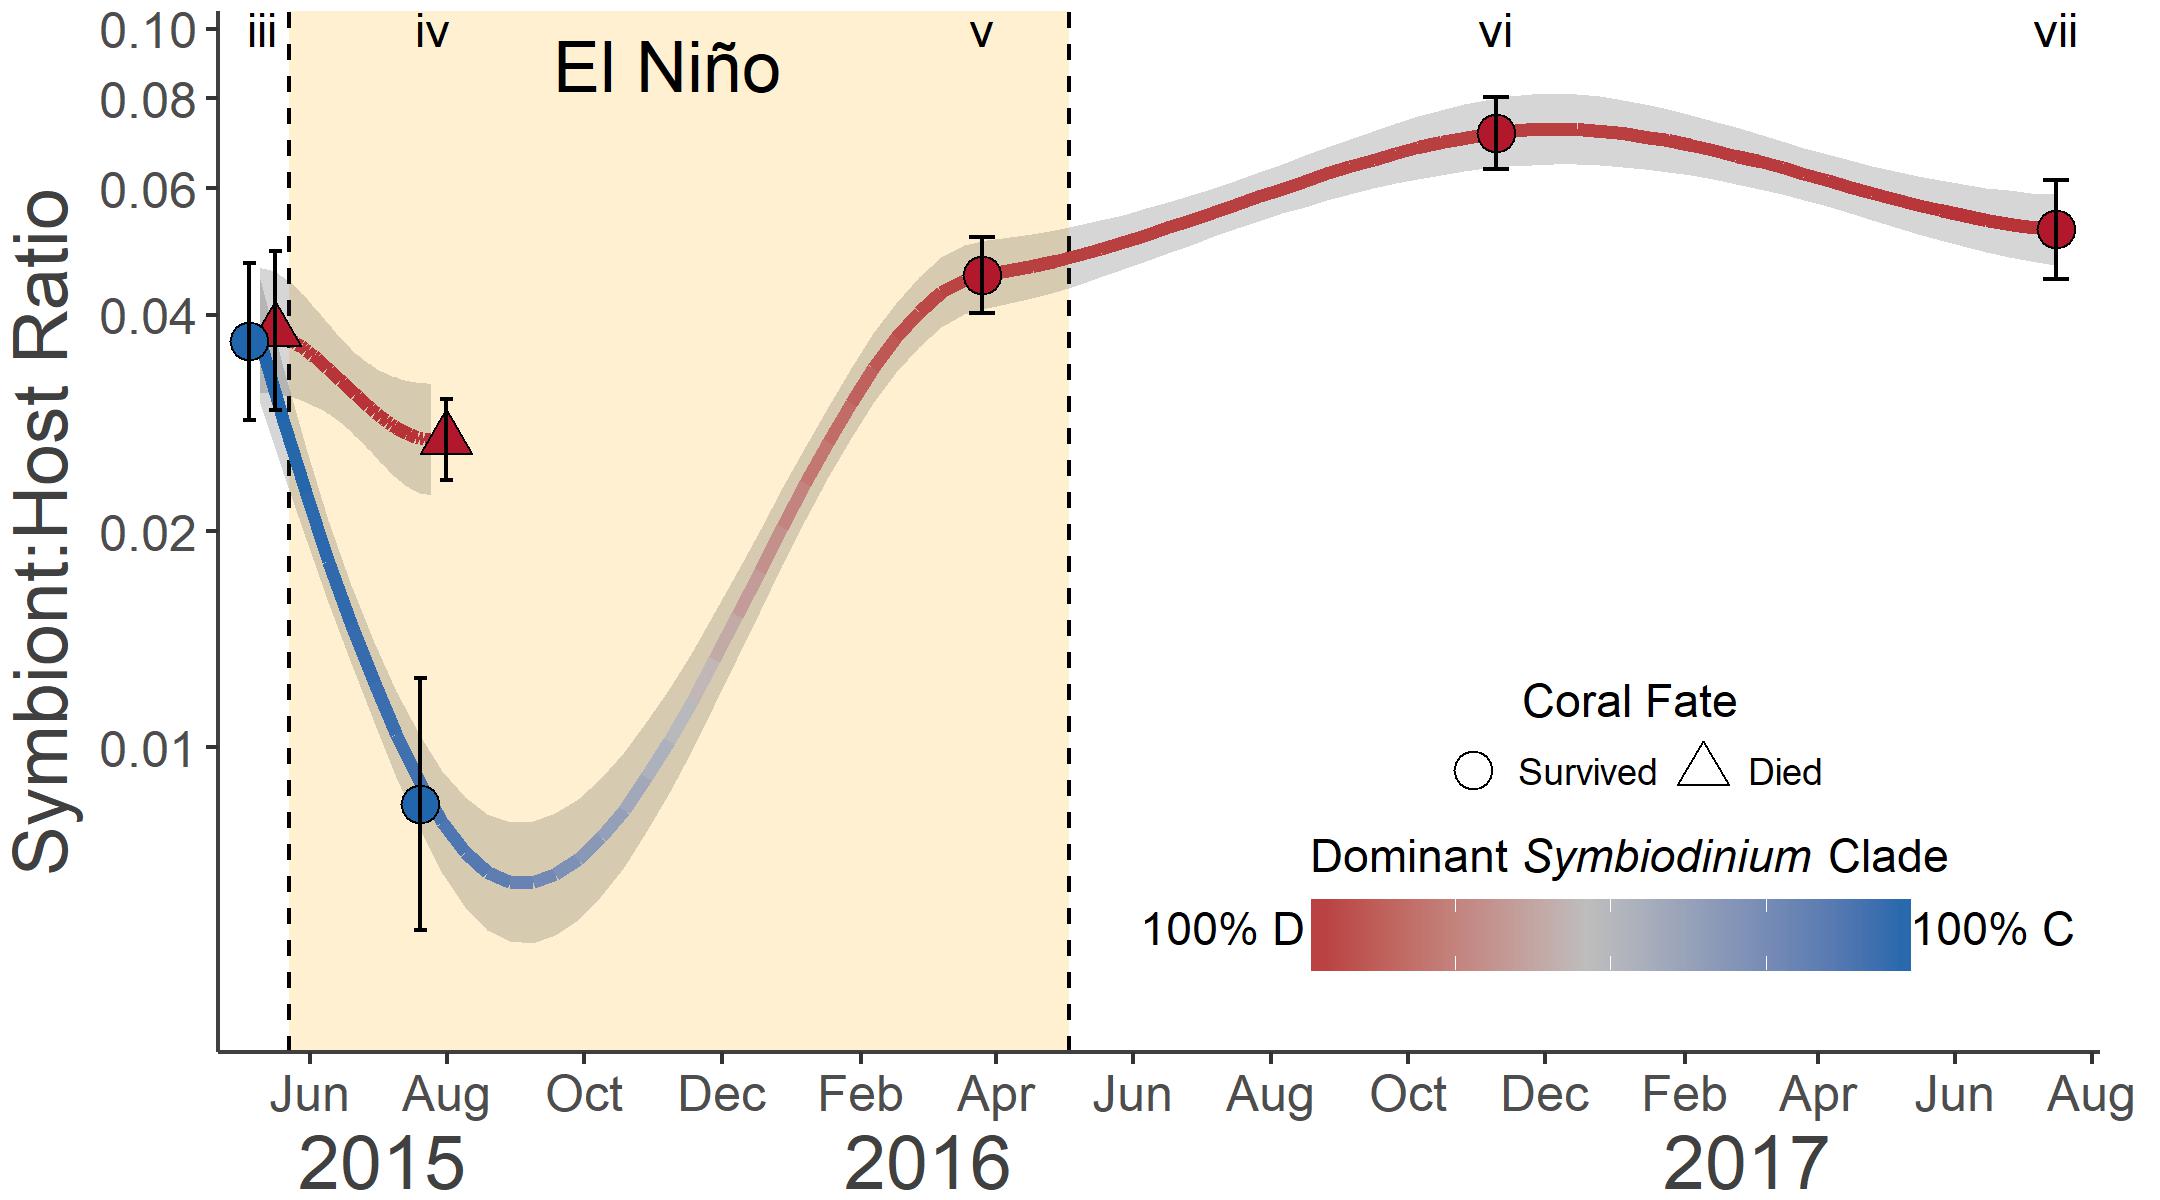 iii iv v vi vii
El Niño
Symbiont:Host Ratio
0.10
0.08
0.06
0.04
0.02
0.01
Coral Fate
Survived Died
Dominant Symbiodinium Clade
100% D 100% C
Jun Aug Oct Dec Feb Apr Jun Aug Oct Dec Feb Apr Jun Aug
2015 2016 2017